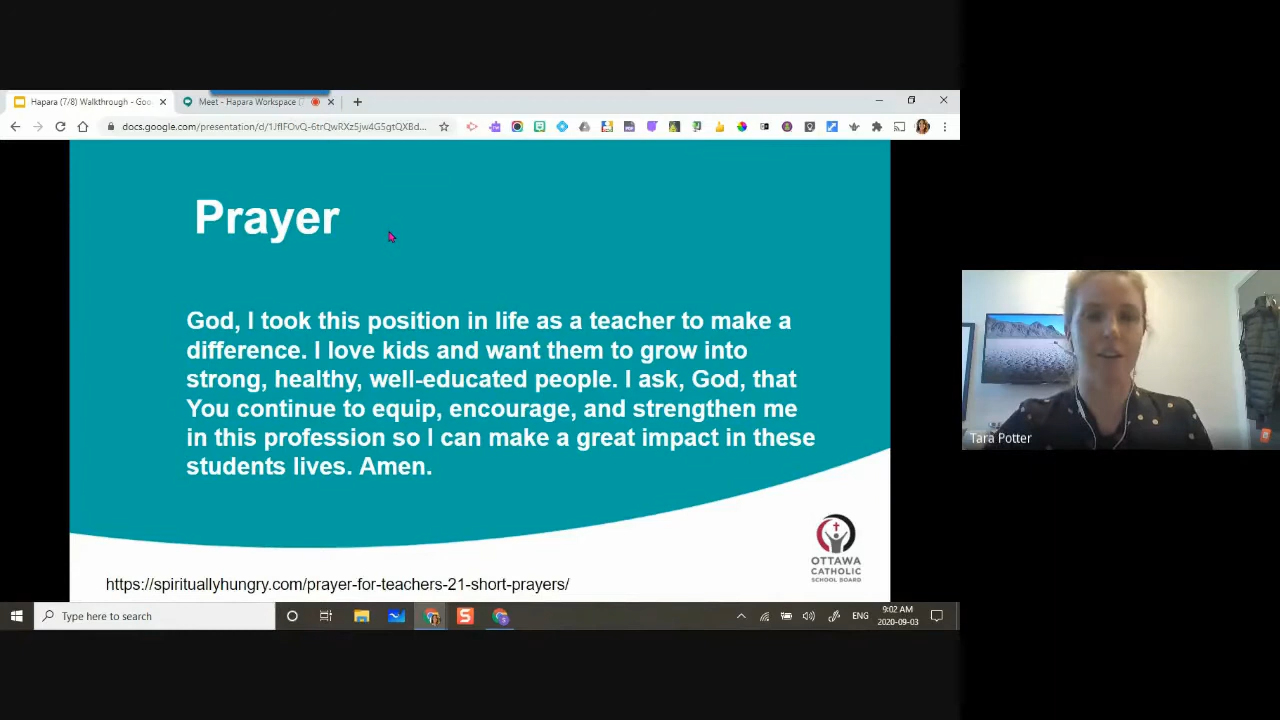 Hapara (7/8) Walkthrough - Goo
Meet - Hapara Workspace (
docs.google.com/presentation/d/
Prayer
God, I took this position in life as a teacher to make a
difference. I love kids and want them to grow into
strong, healthy, well-educated people. I ask, God, that
You continue to equip, encourage, and strengthen me
in this profession so I can make a great impact in these
students lives. Amen.
Tara Potter
OTTAWA
CATHOLIC
SCHOOL BOARD
https://spirituallyhungry.com/prayer-for-teachers-21-short-prayers/
Type here to search
ENG
9:02 AM
2020-09-03